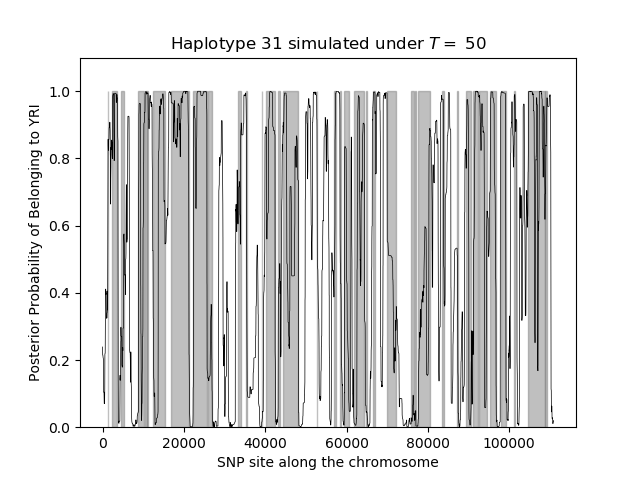 Haplotype 31 simulated under T = 50
Posterior Probability of Belonging to YRI
1.0
0.8
0.6
0.4
0.2
0.0
0 20000 40000 60000 80000 100000
SNP site along the chromosome